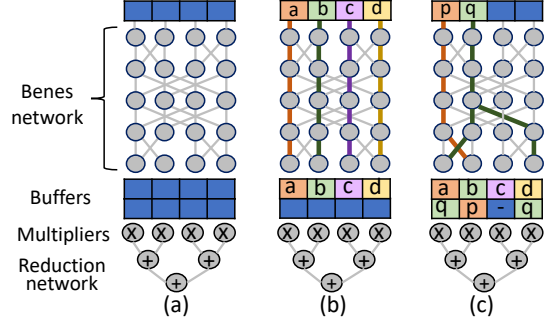 a b c d
p q
Benes
network
Buffers
a b c d
a b c d
q p - q
Multipliers
X X X X X X X X X X X X
Reduction
network
+ + + + + +
+ + +
(a) (b) (c)